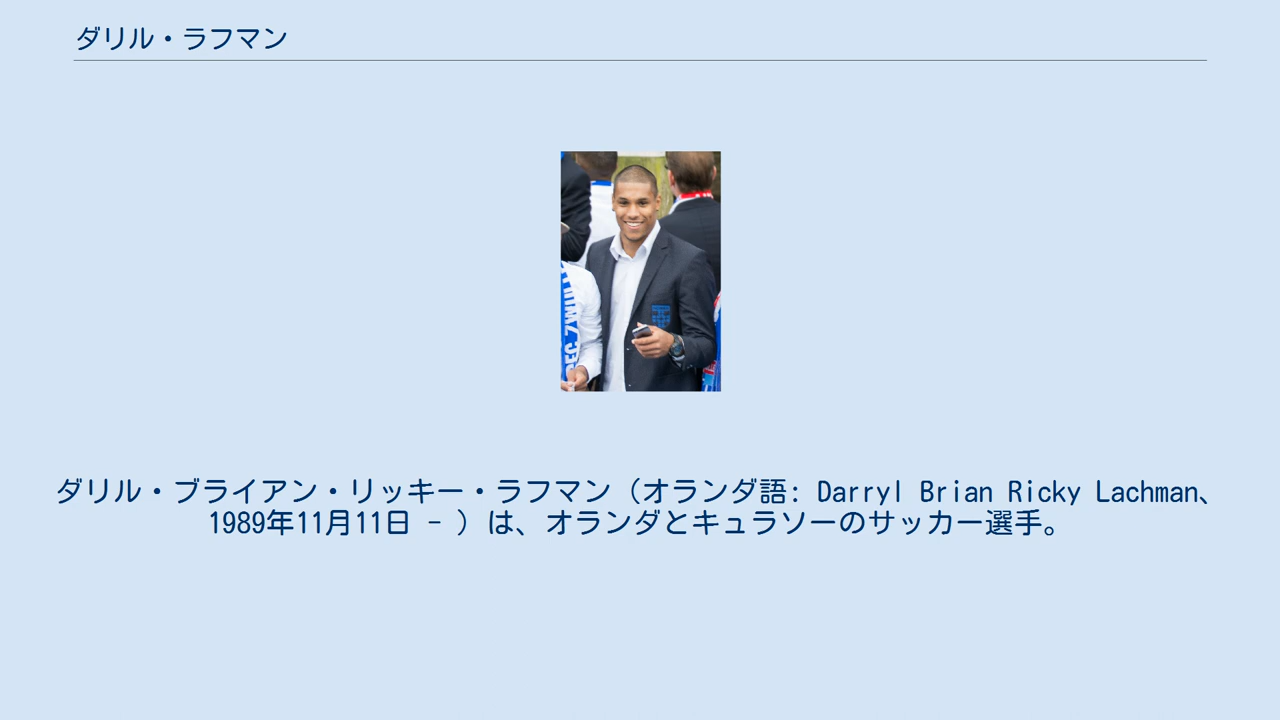 ダリル・ラフマン
PEC ZWOLLE
ダリル・ブライアン・リッキー・ラフマン（オランダ語: Darryl Brian Ricky Lachman、
1989年11月11日 - ）は、オランダとキュラソーのサッカー選手。